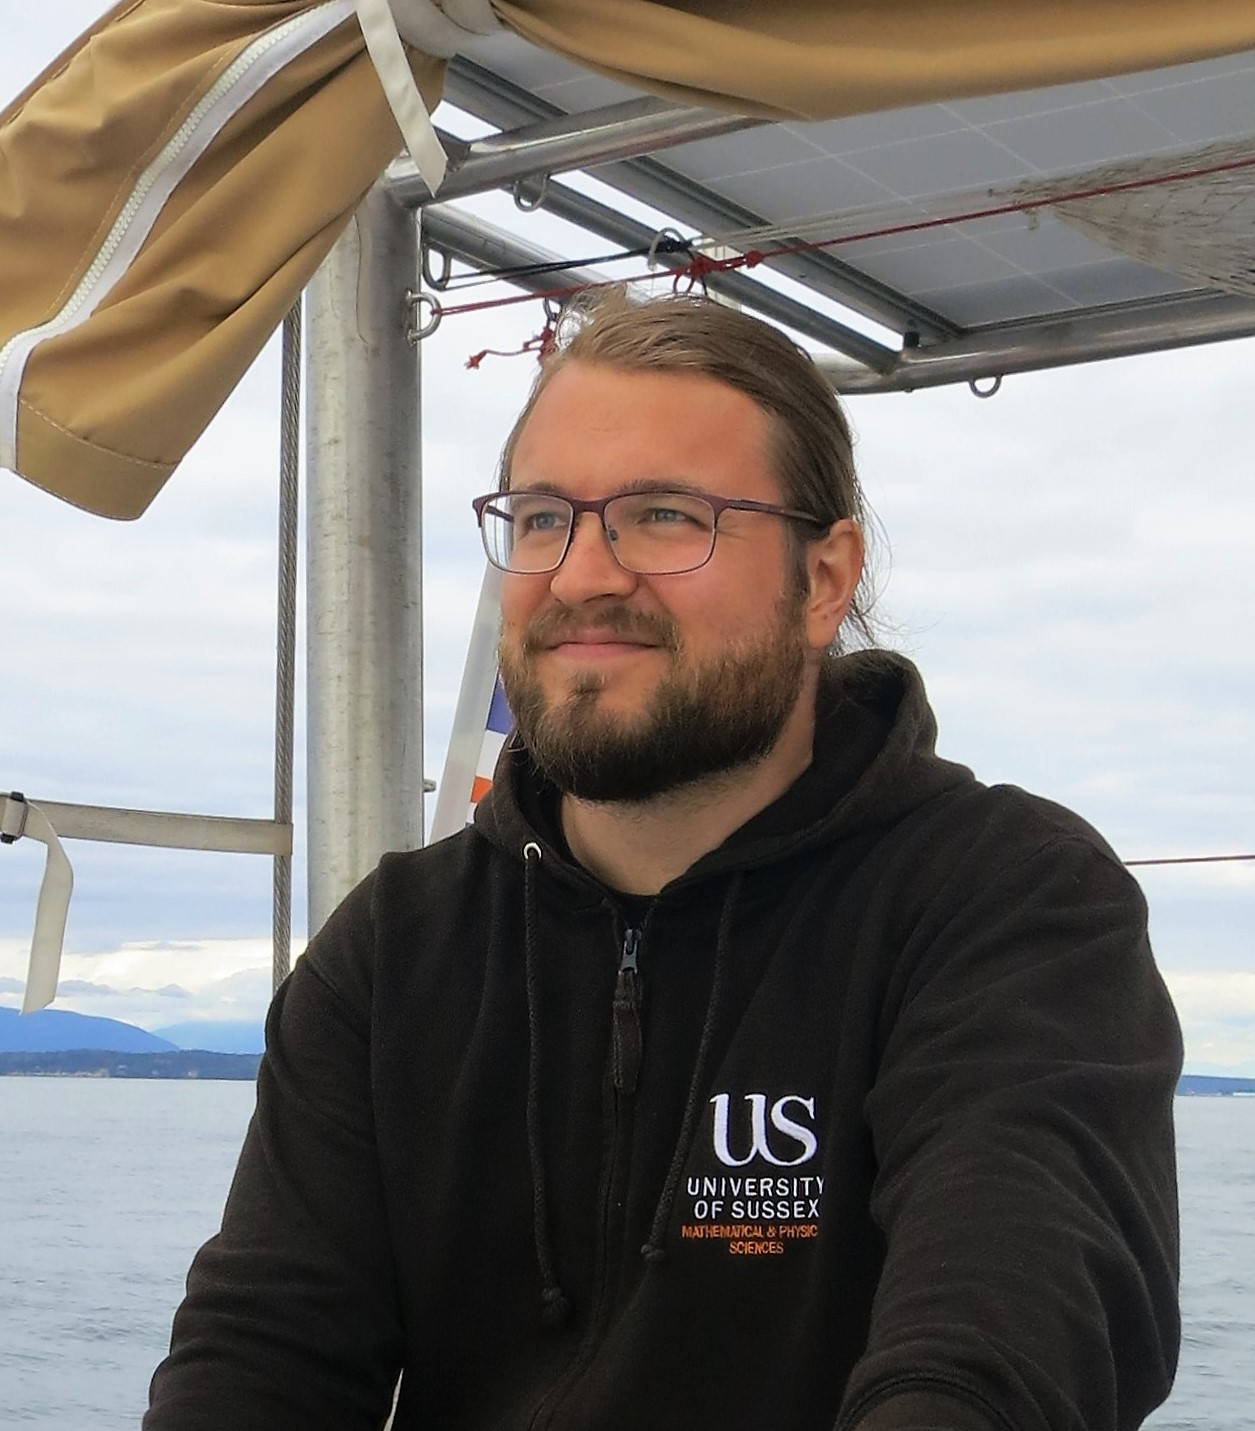 US
UNIVERSITY
OF SUSSEX
MATHEMATICAL & PHYSIC
SCIENCES